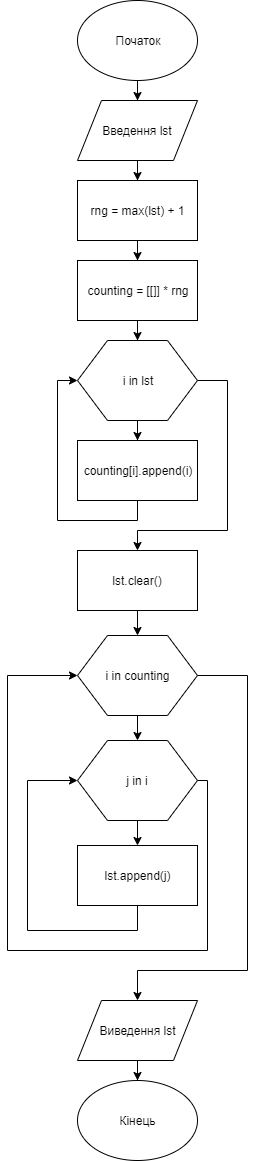 Початок
Введення lst
rng = max(lst) + 1
counting = [[]] * rng
i in lst
counting[i].append(i)
lst.clear()
i in counting
j in i
lst.append(j)
Виведення lst
Кінець